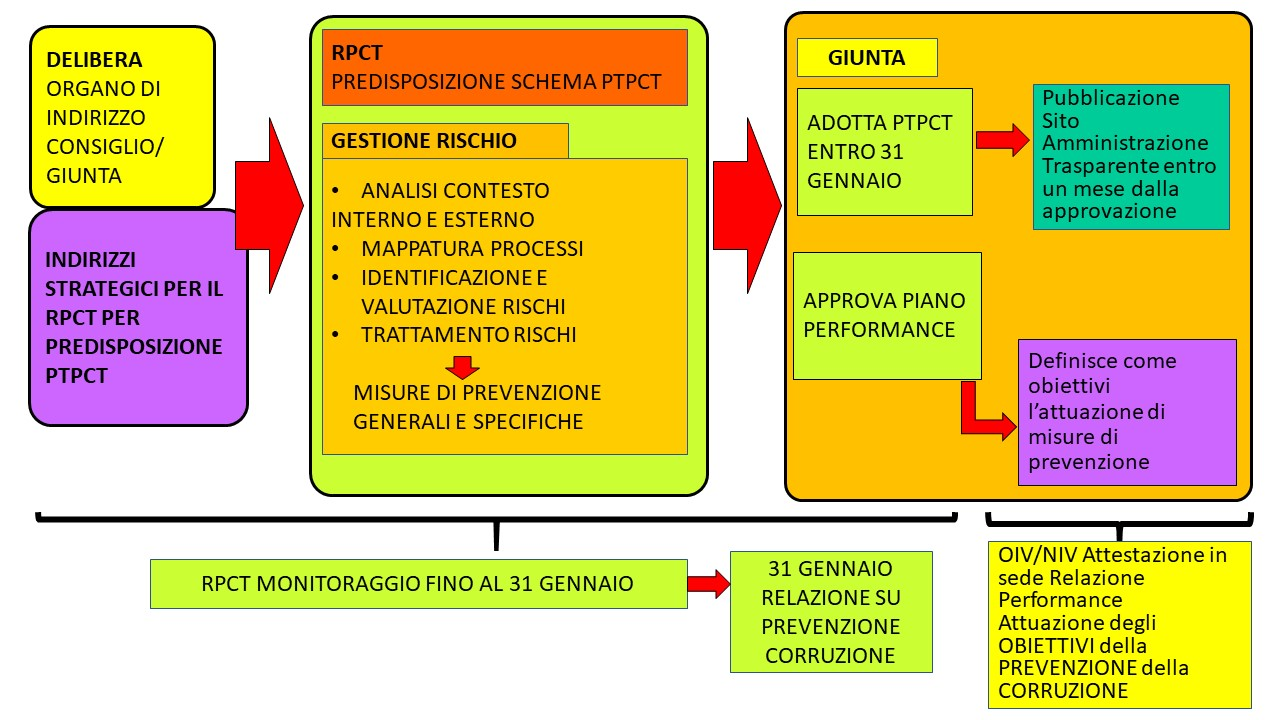 DELIBERA
ORGANO DI
INDIRIZZO
CONSIGLIO/
GIUNTA
INDIRIZZI
STRATEGICI PER IL
RPCT PER
PREDISPOSIZIONE
PTPCT
RPCT
PREDISPOSIZIONE SCHEMA PTPCT
GESTIONE RISCHIO
• ANALISI CONTESTO
INTERNO E ESTERNO
• MAPPATURA PROCESSI
• IDENTIFICAZIONE E
VALUTAZIONE RISCHI
• TRATTAMENTO RISCHI
MISURE DI PREVENZIONE
GENERALI E SPECIFICHE
GIUNTA
ADOTTA PTPCT
ENTRO 31
GENNAIO
Pubblicazione
Sito
Amministrazione
Trasparente entro
un mese dalla
approvazione
APPROVA PIANO
PERFORMANCE
Definisce come
obiettivi
l'attuazione di
misure di
prevenzione
RPCT MONITORAGGIO FINO AL 31 GENNAIO
31 GENNAIO
RELAZIONE SU
PREVENZIONE
CORRUZIONE
OIV/NIV Attestazione in
sede Relazione
Performance
Attuazione degli
OBIETTIVI della
PREVENZIONE della
CORRUZIONE